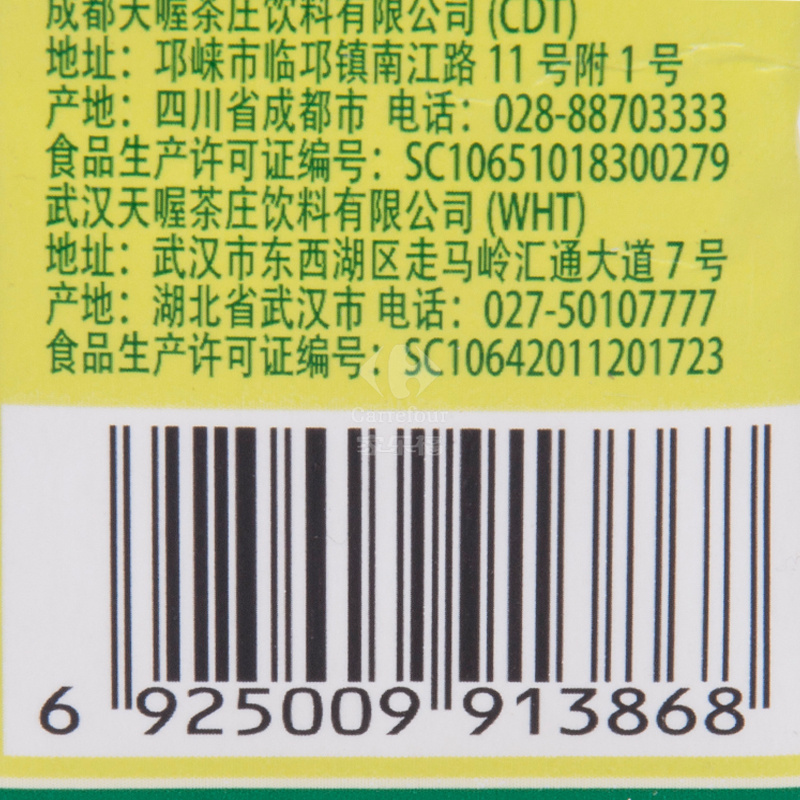 成都天喔茶庄饮料有限公司 (CDT)
地址：邛崃市临邛镇南江路 11 号附 1 号
产地：四川省成都市 电话：028-88703333
食品生产许可证编号：SC10651018300279
武汉天喔茶庄饮料有限公司 (WHT)
地址：武汉市东西湖区走马岭汇通大道 7 号
产地：湖北省武汉市 电话：027-50107777
食品生产许可证编号：SC10642011201723
Carrefour
家乐福
6 925009 913868